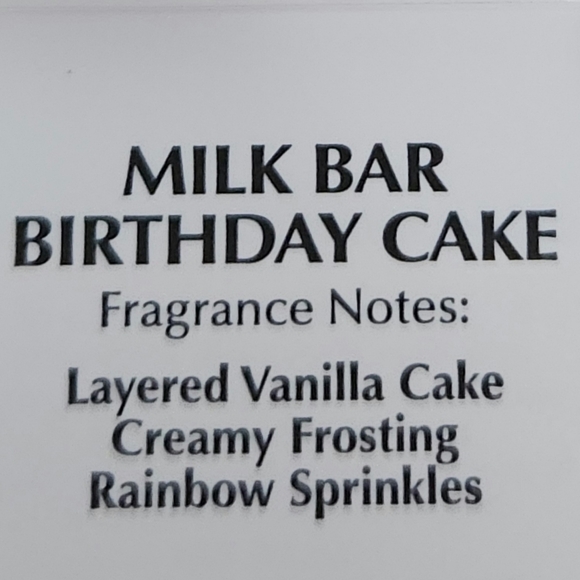 MILK BAR
BIRTHDAY CAKE
Fragrance Notes:
Layered Vanilla Cake
Creamy Frosting
Rainbow Sprinkles